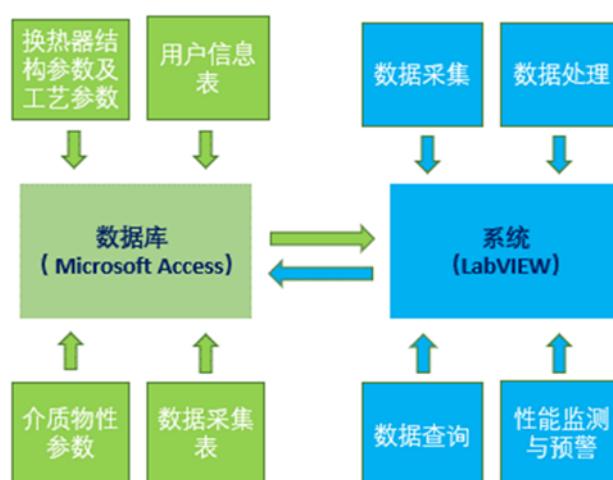 换热器结
构参数及
工艺参数
用户信息
表
数据采集
数据处理
数据库
( Microsoft Access)
系统
(LabVIEW)
介质物性
参数
数据采集
表
数据查询
性能监测
与预警